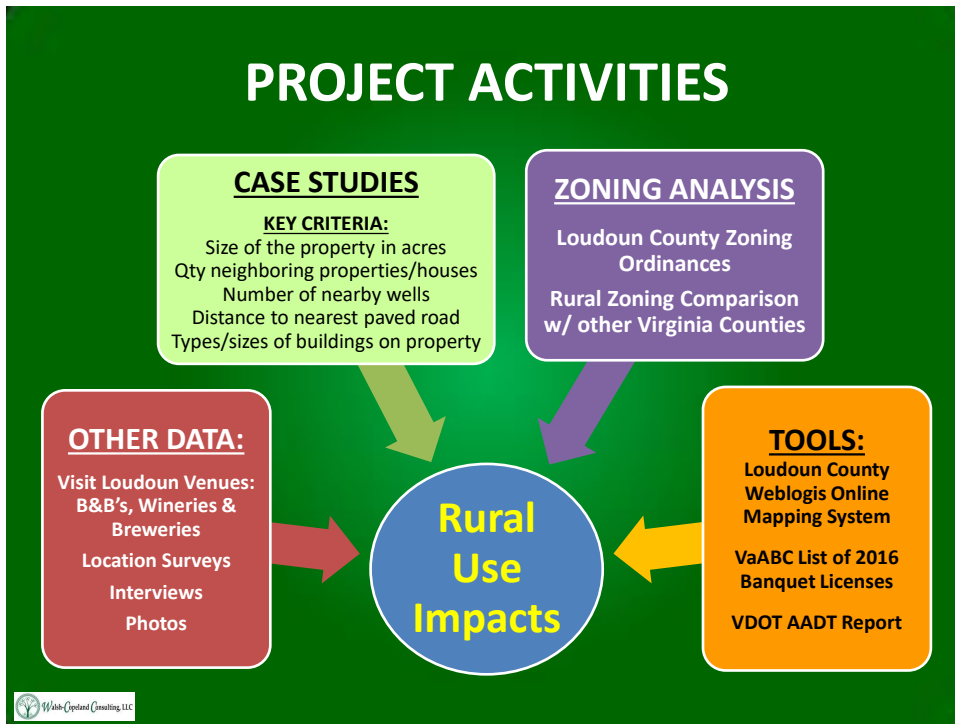 PROJECT ACTIVITIES
CASE STUDIES
KEY CRITERIA:
Size of the property in acres
Qty neighboring properties/houses
Number of nearby wells
Distance to nearest paved road
Types/sizes of buildings on property
ZONING ANALYSIS
Loudoun County Zoning
Ordinances
Rural Zoning Comparison
w/ other Virginia Counties
OTHER DATA:
Visit Loudoun Venues:
B&B’s, Wineries &
Breweries
Location Surveys
Interviews
Photos
Rural
Use
Impacts
TOOLS:
Loudoun County
Weblogis Online
Mapping System
VaABC List of 2016
Banquet Licenses
VDOT AADT Report
Walsh-Copeland Consulting, LLC